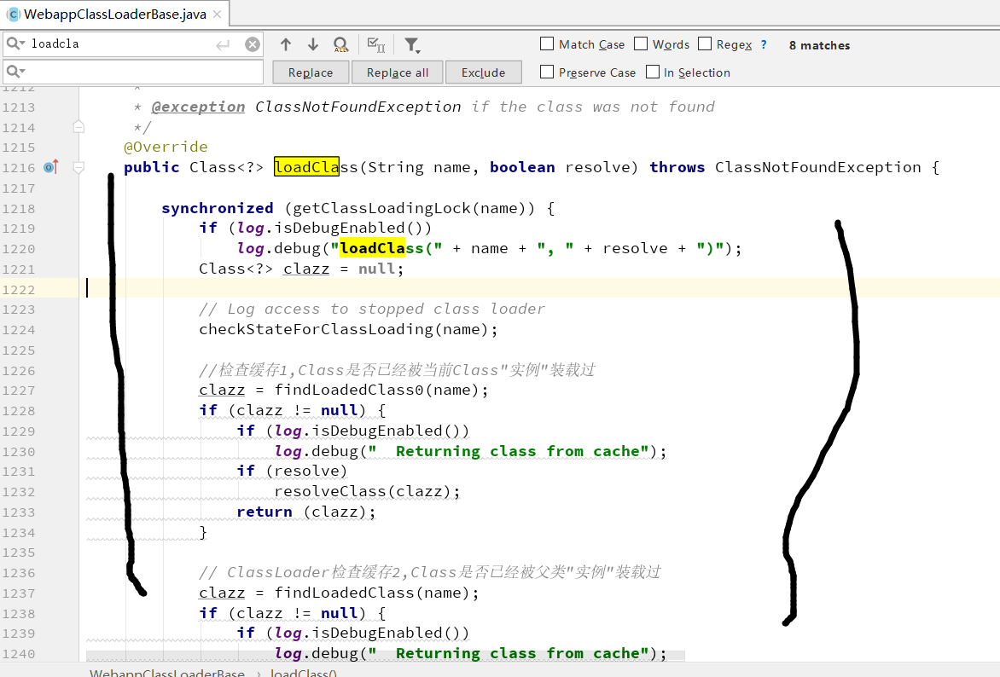 WebappClassLoaderBase.java
loadcla
Match Case Words Regex ? 8 matches
Replace Replace all Exclude Preserve Case In Selection
1212 *
1213 * @exception ClassNotFoundException if the class was not found
1214 */
1215 @Override
1216 public Class<?> loadClass(String name, boolean resolve) throws ClassNotFoundException {
1217
1218 synchronized (getClassLoadingLock(name)) {
1219 if (log.isDebugEnabled())
1220 log.debug("loadClass(" + name + ", " + resolve + ")");
1221 Class<?> clazz = null;
1222
1223 // Log access to stopped class loader
1224 checkStateForClassLoading(name);
1225
1226 //检查缓存1,Class是否已经被当前Class"实例"装载过
1227 clazz = findLoadedClass0(name);
1228 if (clazz != null) {
1229 if (log.isDebugEnabled())
1230 log.debug("  Returning class from cache");
1231 if (resolve)
1232 resolveClass(clazz);
1233 return (clazz);
1234 }
1235
1236 // ClassLoader检查缓存2,Class是否已经被父类"实例"装载过
1237 clazz = findLoadedClass(name);
1238 if (clazz != null) {
1239 if (log.isDebugEnabled())
1240 log.debug("  Returning class from cache");
WebappClassLoaderBase › loadClass()